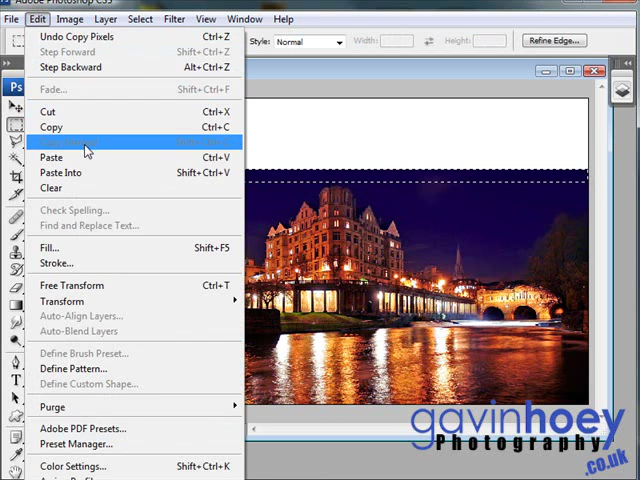 Adobe Photoshop CS3
File Edit Image Layer Select Filter View Window Help
Style: Normal Width: Height: Refine Edge...
Undo Copy Pixels Ctrl+Z
Step Forward Shift+Ctrl+Z
Step Backward Alt+Ctrl+Z
Fade... Shift+Ctrl+F
Cut Ctrl+X
Copy Ctrl+C
Paste Ctrl+V
Paste Into Shift+Ctrl+V
Clear
Check Spelling...
Find and Replace Text...
Fill... Shift+F5
Stroke...
Free Transform Ctrl+T
Transform
Auto-Align Layers...
Auto-Blend Layers
Define Brush Preset...
Define Pattern...
Define Custom Shape...
Purge
Adobe PDF Presets...
Preset Manager...
Color Settings... Shift+Ctrl+K
Ps
T
gavinhoey
Photography
.co.uk